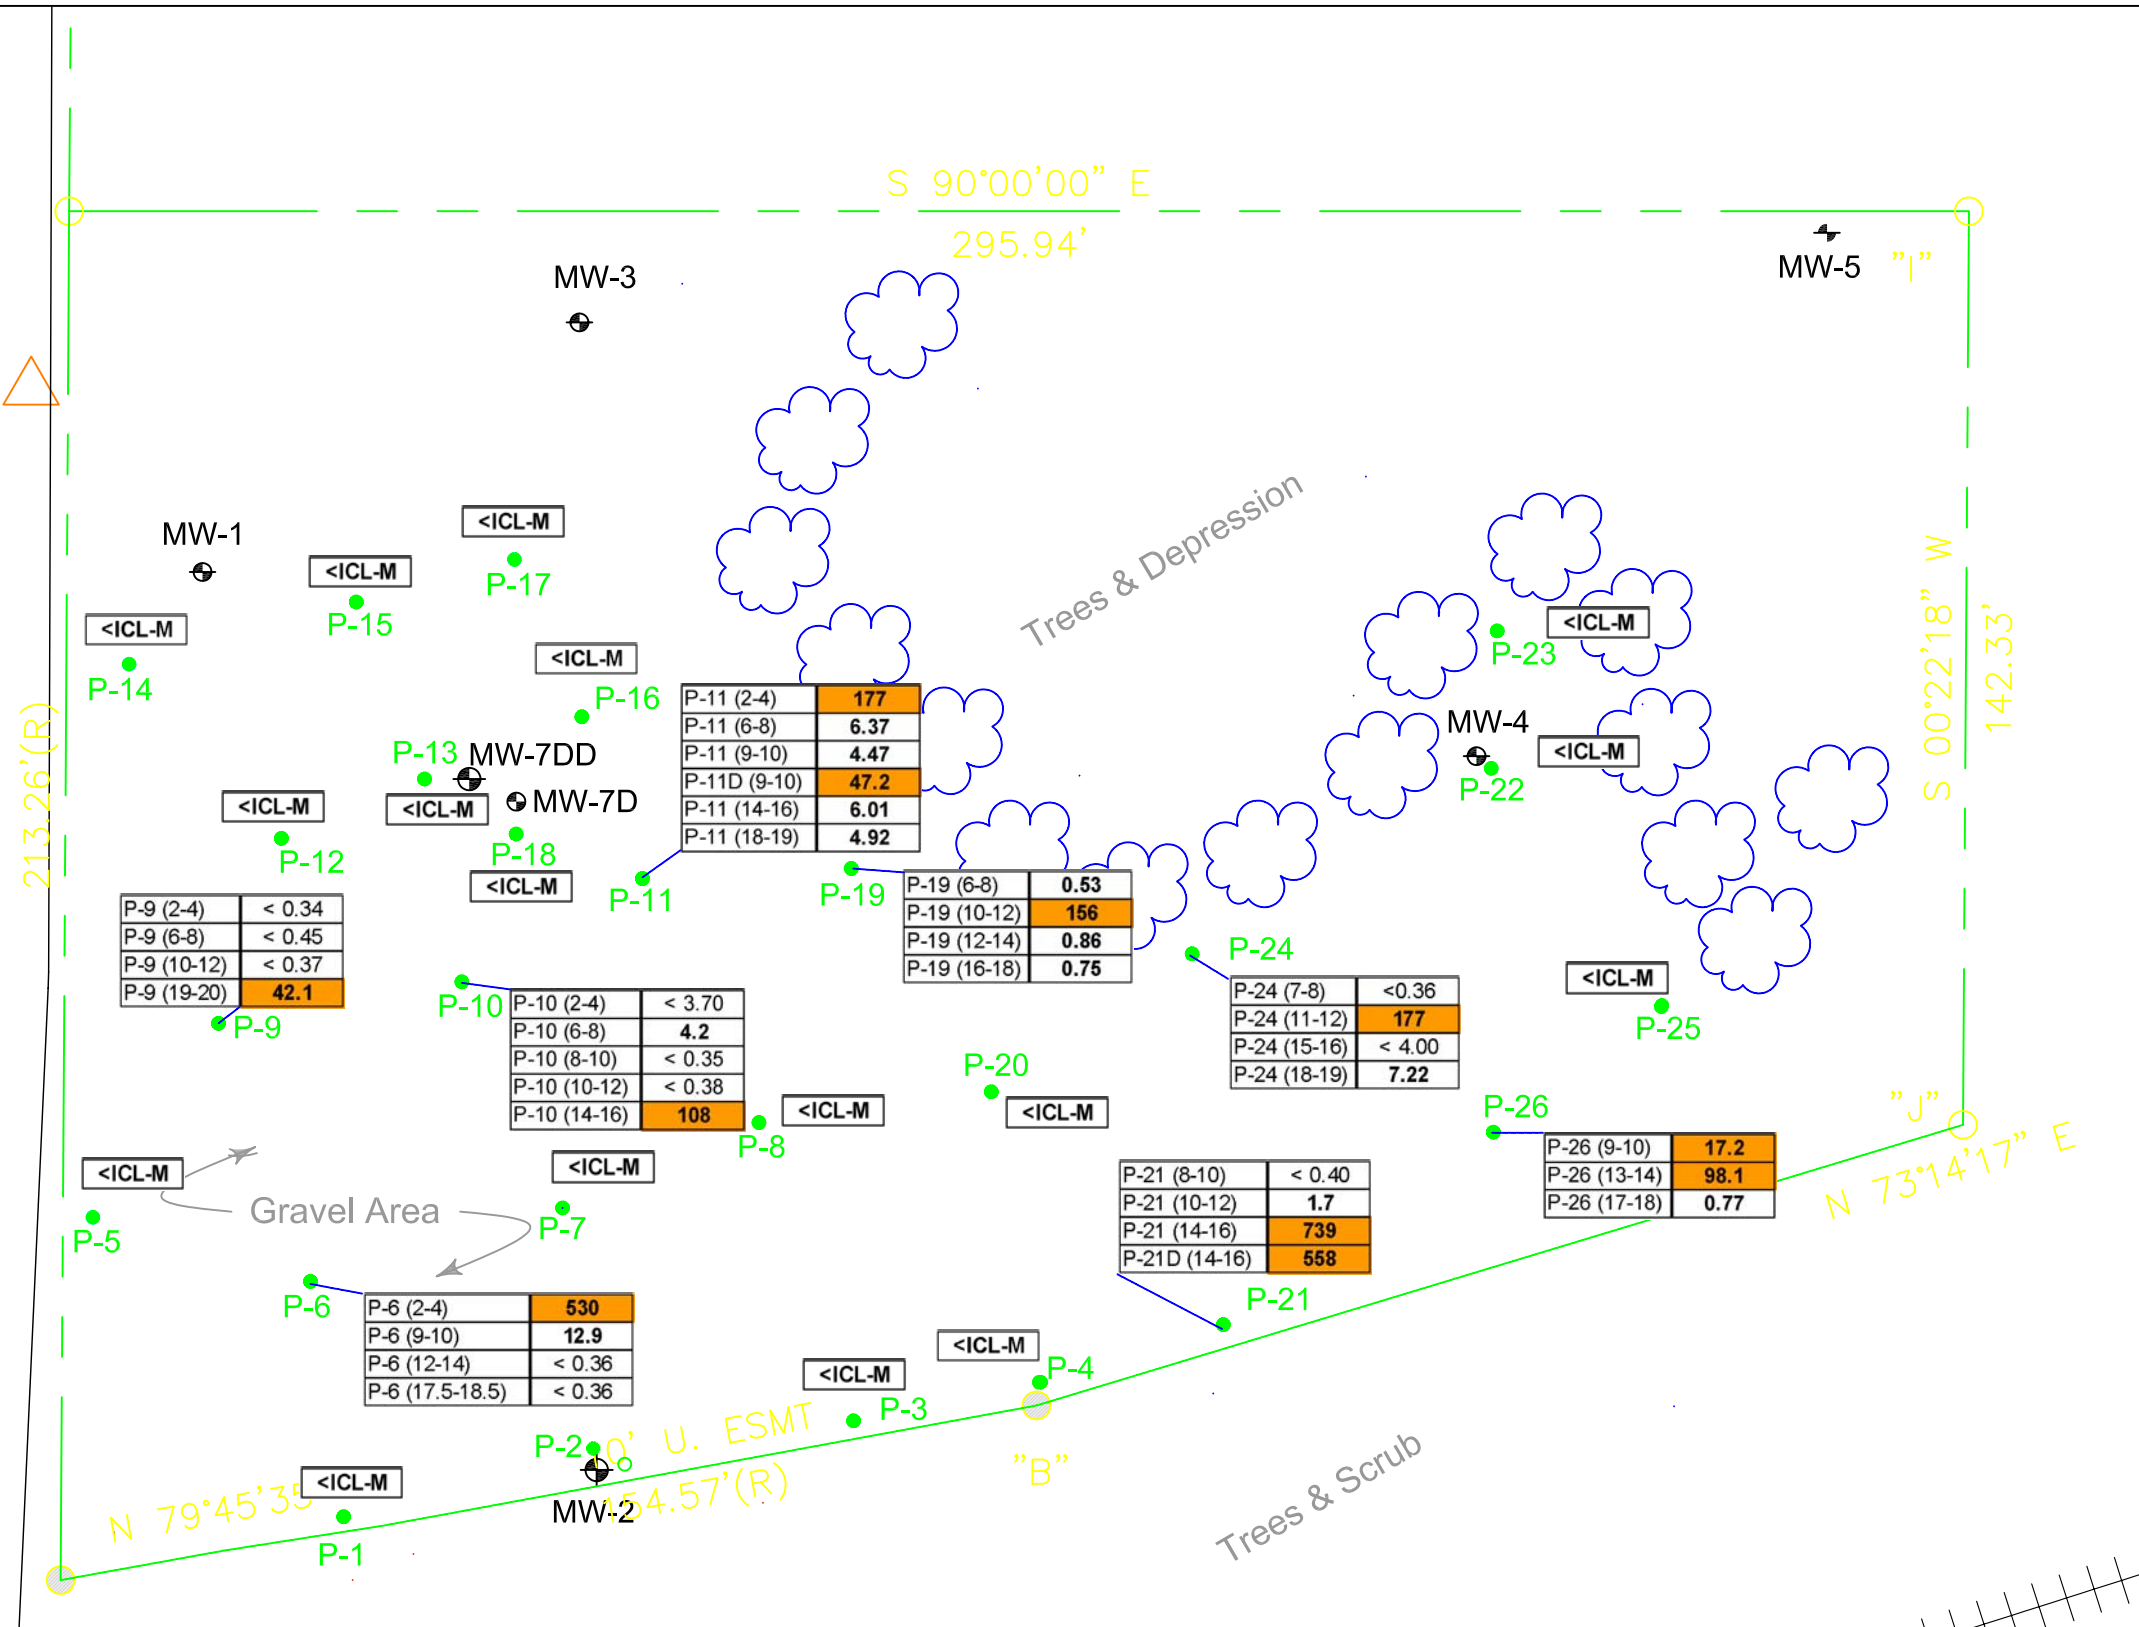 S 90°00'00" E
295.94'
MW-3
MW-5
"I"
<ICL-M
P-17
MW-1
<ICL-M
P-15
<ICL-M
P-14
Trees & Depression
<ICL-M
P-23
S 00°22'18" W
142.33'
<ICL-M
P-16
213.26'(R)
P-13
<ICL-M
MW-7DD
MW-7D
P-18
<ICL-M
<ICL-M
P-12
P-11 (2-4) 177
P-11 (6-8) 6.37
P-11 (9-10) 4.47
P-11D (9-10) 47.2
P-11 (14-16) 6.01
P-11 (18-19) 4.92
P-11
MW-4
P-22
<ICL-M
P-19
P-19 (6-8) 0.53
P-19 (10-12) 156
P-19 (12-14) 0.86
P-19 (16-18) 0.75
P-9 (2-4) < 0.34
P-9 (6-8) < 0.45
P-9 (10-12) < 0.37
P-9 (19-20) 42.1
P-9
P-10
P-10 (2-4) < 3.70
P-10 (6-8) 4.2
P-10 (8-10) < 0.35
P-10 (10-12) < 0.38
P-10 (14-16) 108
P-24
P-24 (7-8) <0.36
P-24 (11-12) 177
P-24 (15-16) < 4.00
P-24 (18-19) 7.22
<ICL-M
P-25
P-20
<ICL-M
<ICL-M
P-8
P-26
P-26 (9-10) 17.2
P-26 (13-14) 98.1
P-26 (17-18) 0.77
"J"
N 73°14'17" E
<ICL-M
P-5
Gravel Area
<ICL-M
P-7
P-21 (8-10) < 0.40
P-21 (10-12) 1.7
P-21 (14-16) 739
P-21D (14-16) 558
P-21
P-6
P-6 (2-4) 530
P-6 (9-10) 12.9
P-6 (12-14) < 0.36
P-6 (17.5-18.5) < 0.36
<ICL-M
P-4
<ICL-M
P-3
P-2
0' U. ESMT
154.57'(R)
MW-2
"B"
Trees & Scrub
<ICL-M
P-1
N 79°45'35